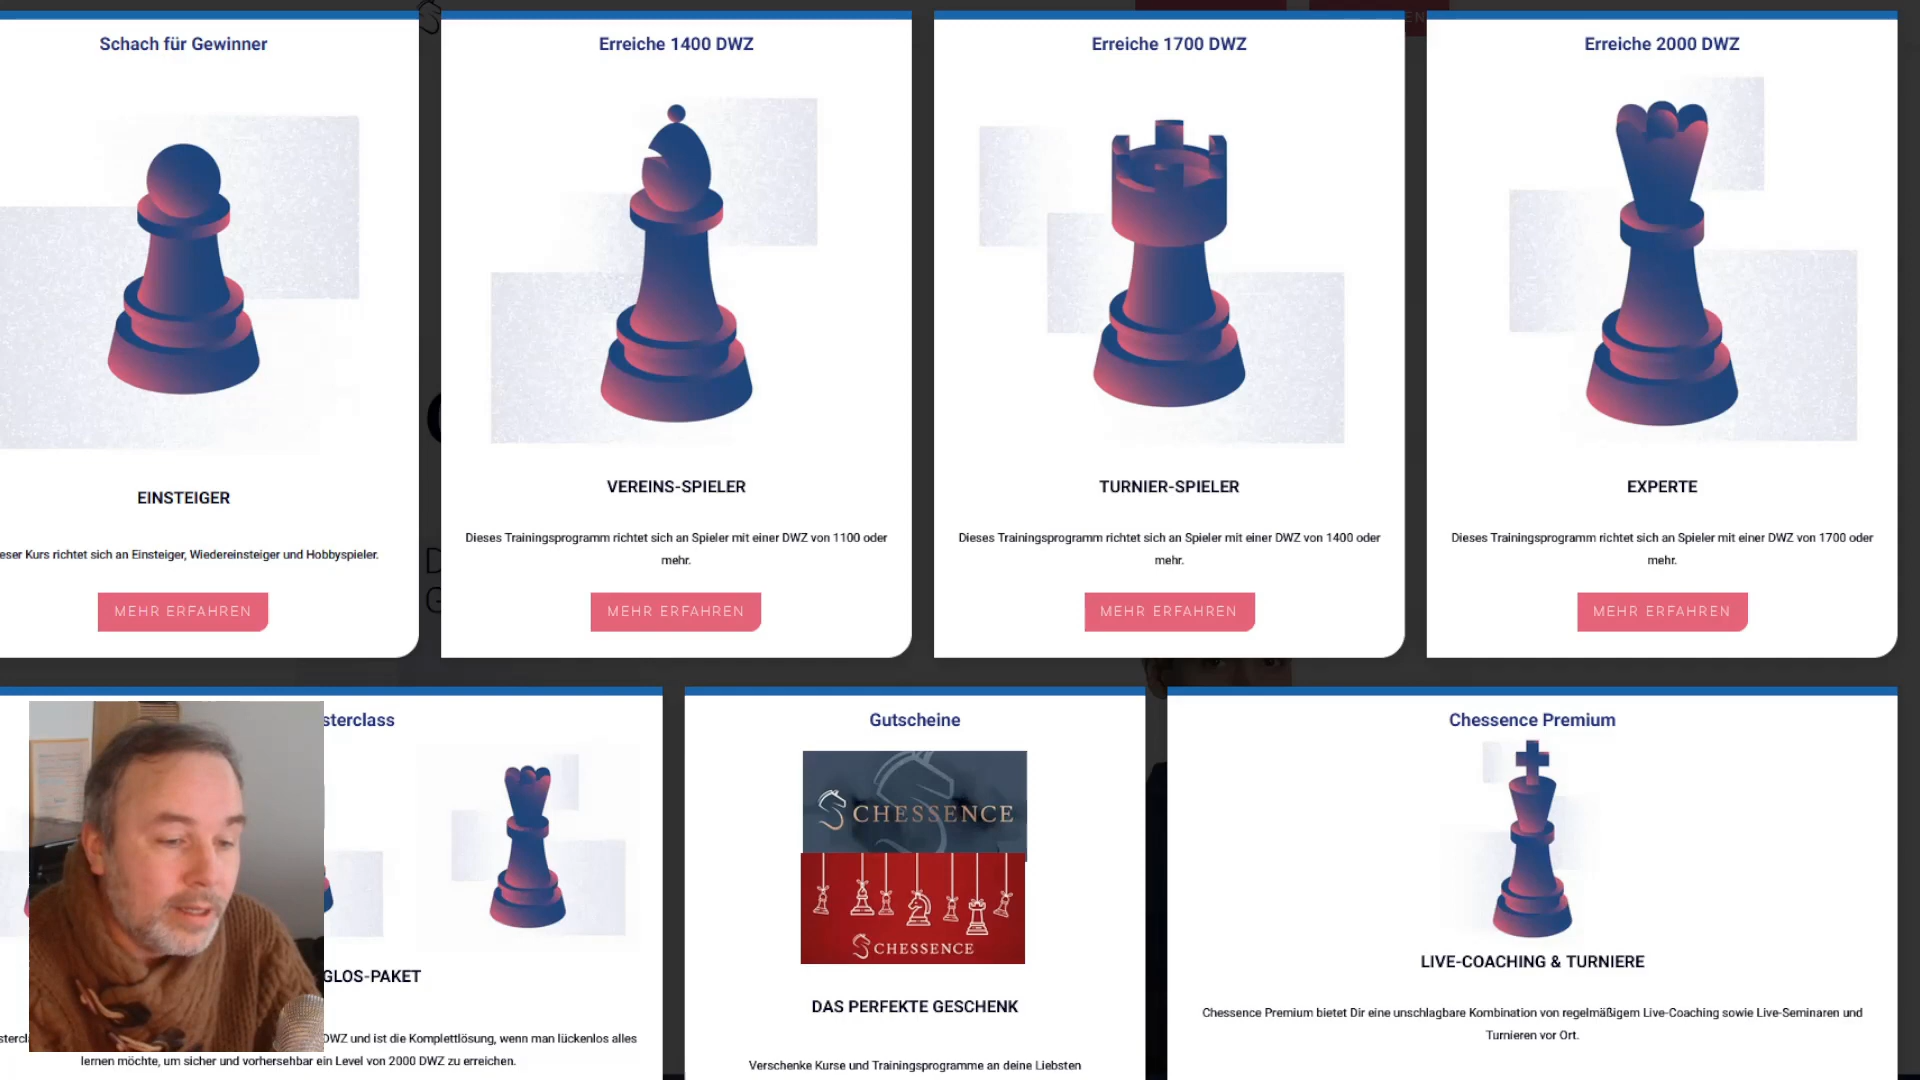 Schach für Gewinner
EINSTEIGER
Kurs richtet sich an Einsteiger, Wiedereinsteiger und Hobbyspieler.
MEHR ERFAHREN
Erreiche 1400 DWZ
VEREINS-SPIELER
Dieses Trainingsprogramm richtet sich an Spieler mit einer DWZ von 1100 oder
mehr.
MEHR ERFAHREN
Erreiche 1700 DWZ
TURNIER-SPIELER
Dieses Trainingsprogramm richtet sich an Spieler mit einer DWZ von 1400 oder
mehr.
MEHR ERFAHREN
Erreiche 2000 DWZ
EXPERTE
Dieses Trainingsprogramm richtet sich an Spieler mit einer DWZ von 1700 oder
mehr.
MEHR ERFAHREN
sterclass
GLOS-PAKET
DWZ und ist die Komplettlösung, wenn man lückenlos alles
lernen möchte, um sicher und vorhersehbar ein Level von 2000 DWZ zu erreichen.
Gutscheine
CHESSENCE
CHESSENCE
DAS PERFEKTE GESCHENK
Verschenke Kurse und Trainingsprogramme an deine Liebsten
Chessence Premium
LIVE-COACHING & TURNIERE
Chessence Premium bietet Dir eine unschlagbare Kombination von regelmäßigem Live-Coaching sowie Live-Seminaren und
Turnieren vor Ort.